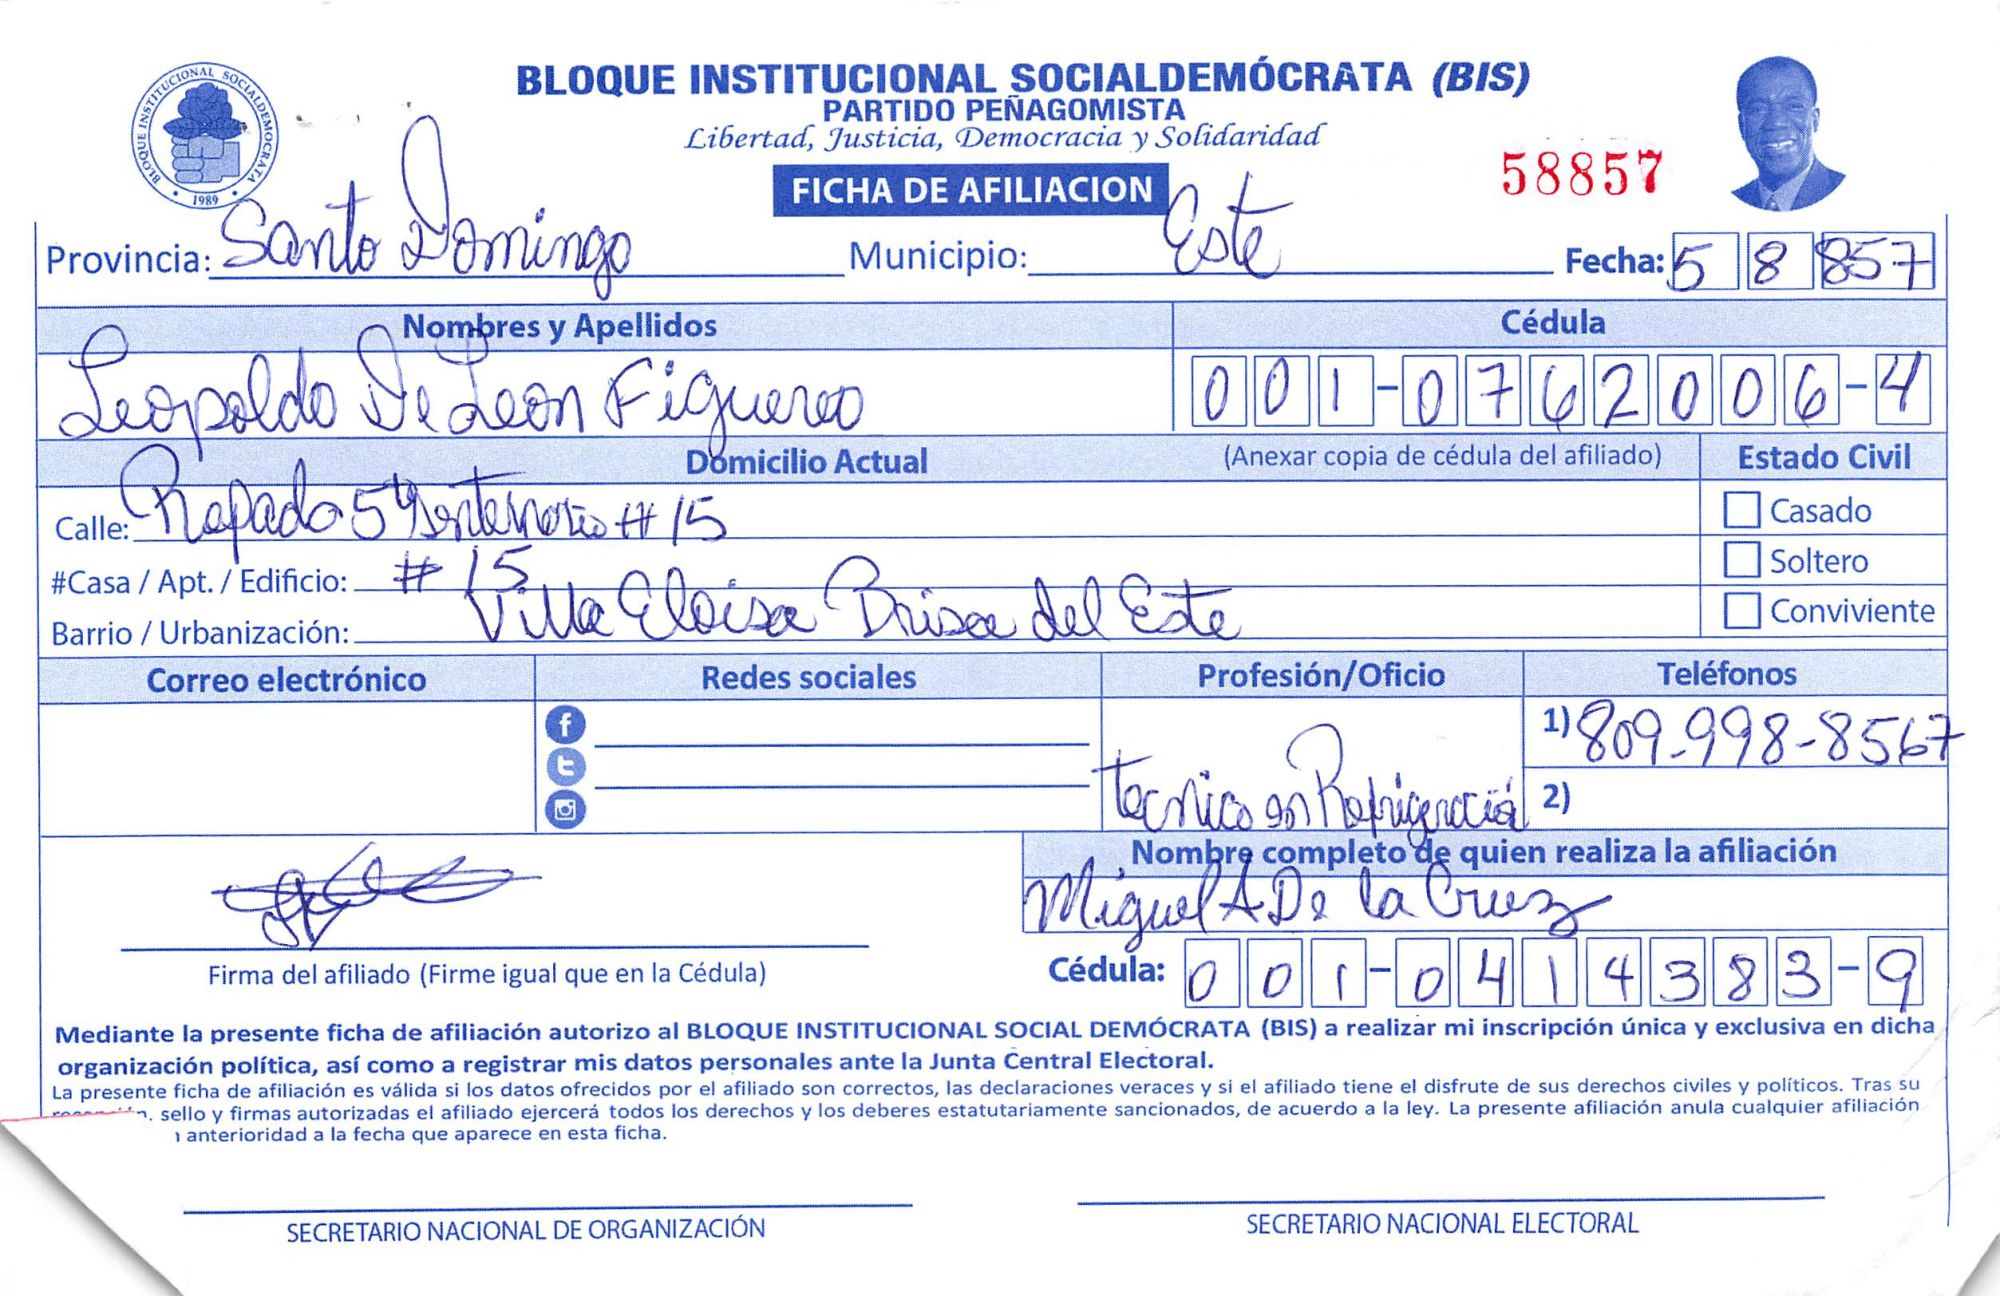 BLOQUE INSTITUCIONAL SOCIALDEMOCRATA
1989
BLOQUE INSTITUCIONAL SOCIALDEMÓCRATA (BIS)
PARTIDO PEÑAGOMISTA
Libertad, Justicia, Democracia y Solidaridad
FICHA DE AFILIACION
58857
Provincia: Santo Domingo Municipio: Este Fecha: 5 8 857
Nombres y Apellidos Cédula
Leopoldo De Leon Figuereo 001-0762006-4
Domicilio Actual (Anexar copia de cédula del afiliado) Estado Civil
Calle: 5 # 15 Casado
#Casa / Apt. / Edificio: # 15 Soltero
Barrio / Urbanización: Villa Eloisa Brisa del Este Conviviente
Correo electrónico Redes sociales Profesión/Oficio Teléfonos
1) 809-998-8567
Tecnico en Refrigeración 2)
Nombre completo de quien realiza la afiliación
Miguel A De la Cruz
Firma del afiliado (Firme igual que en la Cédula) Cédula: 001-0414383-9
Mediante la presente ficha de afiliación autorizo al BLOQUE INSTITUCIONAL SOCIAL DEMÓCRATA (BIS) a realizar mi inscripción única y exclusiva en dicha
organización política, así como a registrar mis datos personales ante la Junta Central Electoral.
La presente ficha de afiliación es válida si los datos ofrecidos por el afiliado son correctos, las declaraciones veraces y si el afiliado tiene el disfrute de sus derechos civiles y políticos. Tras su
sello y firmas autorizadas el afiliado ejercerá todos los derechos y los deberes estatutariamente sancionados, de acuerdo a la ley. La presente afiliación anula cualquier afiliación
anterioridad a la fecha que aparece en esta ficha.
SECRETARIO NACIONAL DE ORGANIZACIÓN SECRETARIO NACIONAL ELECTORAL